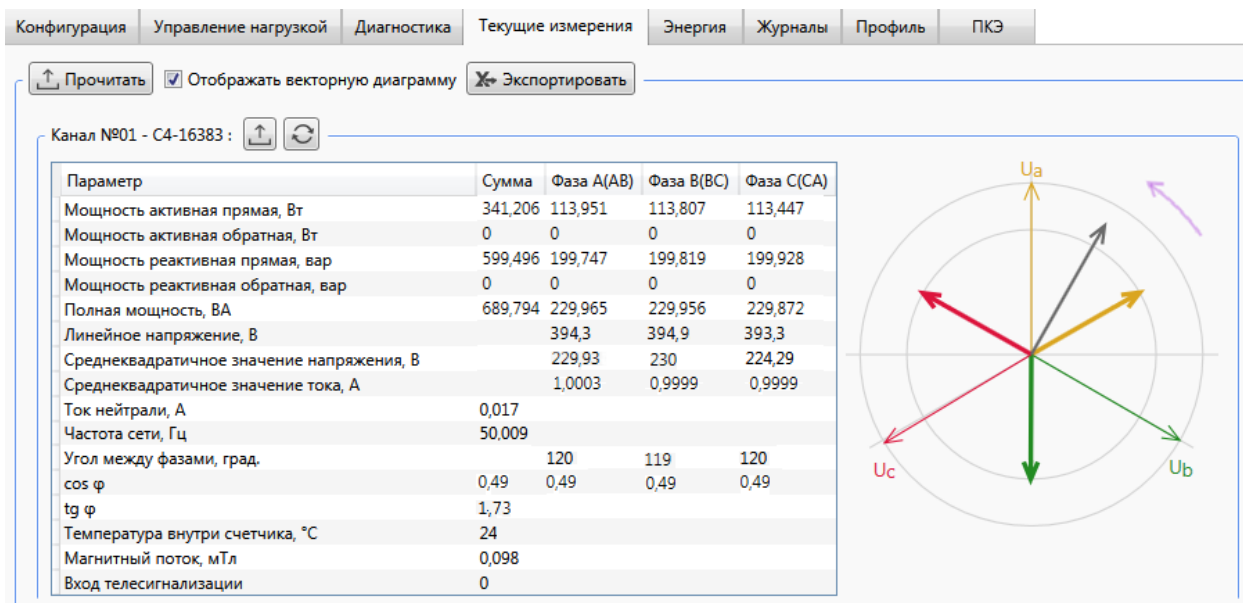 Конфигурация Управление нагрузкой Диагностика Текущие измерения Энергия Журналы Профиль ПКЭ
Прочитать Отображать векторную диаграмму Экспортировать
Канал №01 - C4-16383 :
Параметр Сумма Фаза A(AB) Фаза B(BC) Фаза C(CA)
Мощность активная прямая, Вт 341,206 113,951 113,807 113,447
Мощность активная обратная, Вт 0 0 0 0
Мощность реактивная прямая, вар 599,496 199,747 199,819 199,928
Мощность реактивная обратная, вар 0 0 0 0
Полная мощность, ВА 689,794 229,965 229,956 229,872
Линейное напряжение, В 394,3 394,9 393,3
Среднеквадратичное значение напряжения, В 229,93 230 224,29
Среднеквадратичное значение тока, А 1,0003 0,9999 0,9999
Ток нейтрали, А 0,017
Частота сети, Гц 50,009
Угол между фазами, град. 120 119 120
cos φ 0,49 0,49 0,49 0,49
tg φ 1,73
Температура внутри счетчика, °C 24
Магнитный поток, мТл 0,098
Вход телесигнализации 0
Ua
Uc Ub